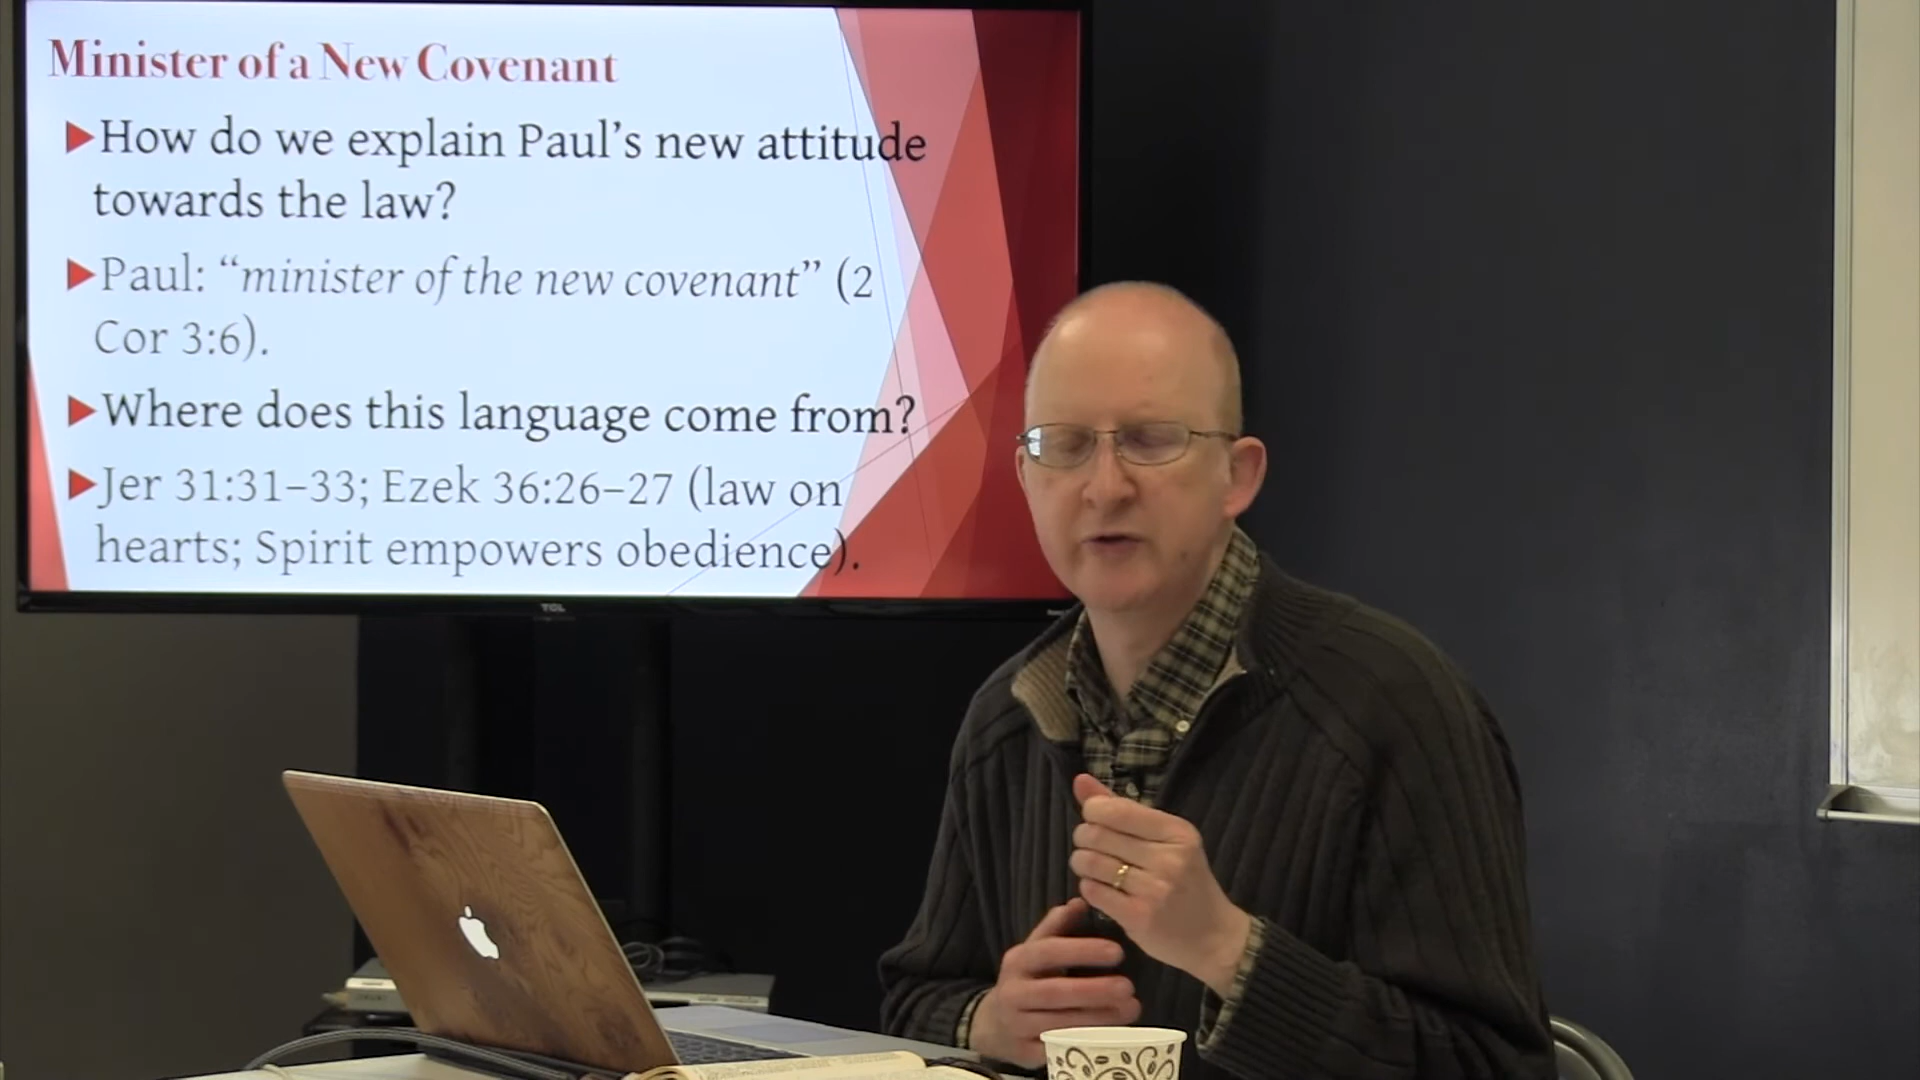 Minister of a New Covenant
How do we explain Paul’s new attitude
towards the law?
Paul: “minister of the new covenant” (2
Cor 3:6).
Where does this language come from?
Jer 31:31–33; Ezek 36:26–27 (law on
hearts; Spirit empowers obedience).
TCL